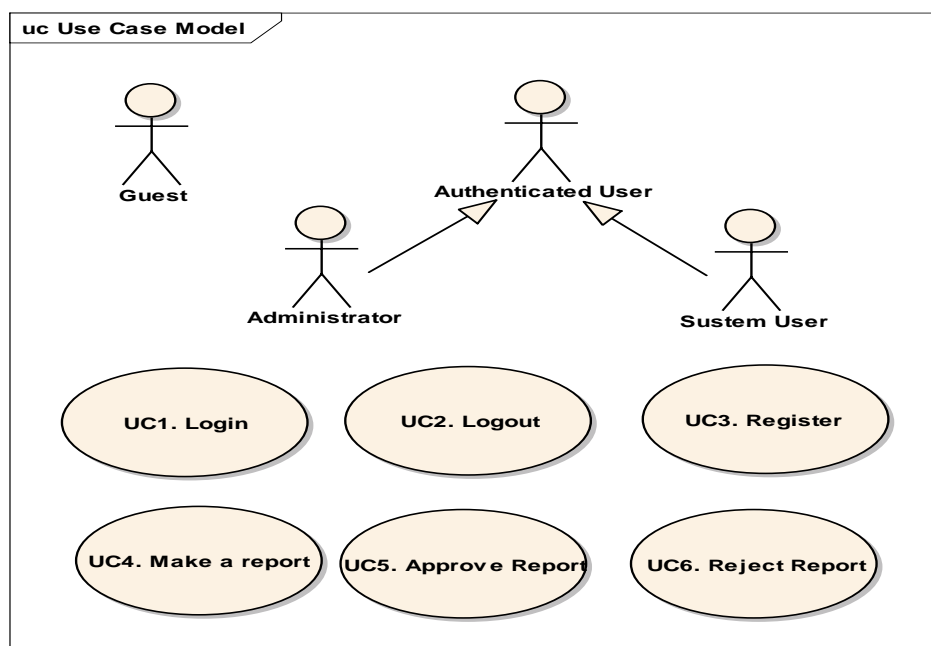 uc Use Case Model
Guest
Authenticated User
Administrator
Sustem User
UC1. Login
UC2. Logout
UC3. Register
UC4. Make a report
UC5. Approve Report
UC6. Reject Report